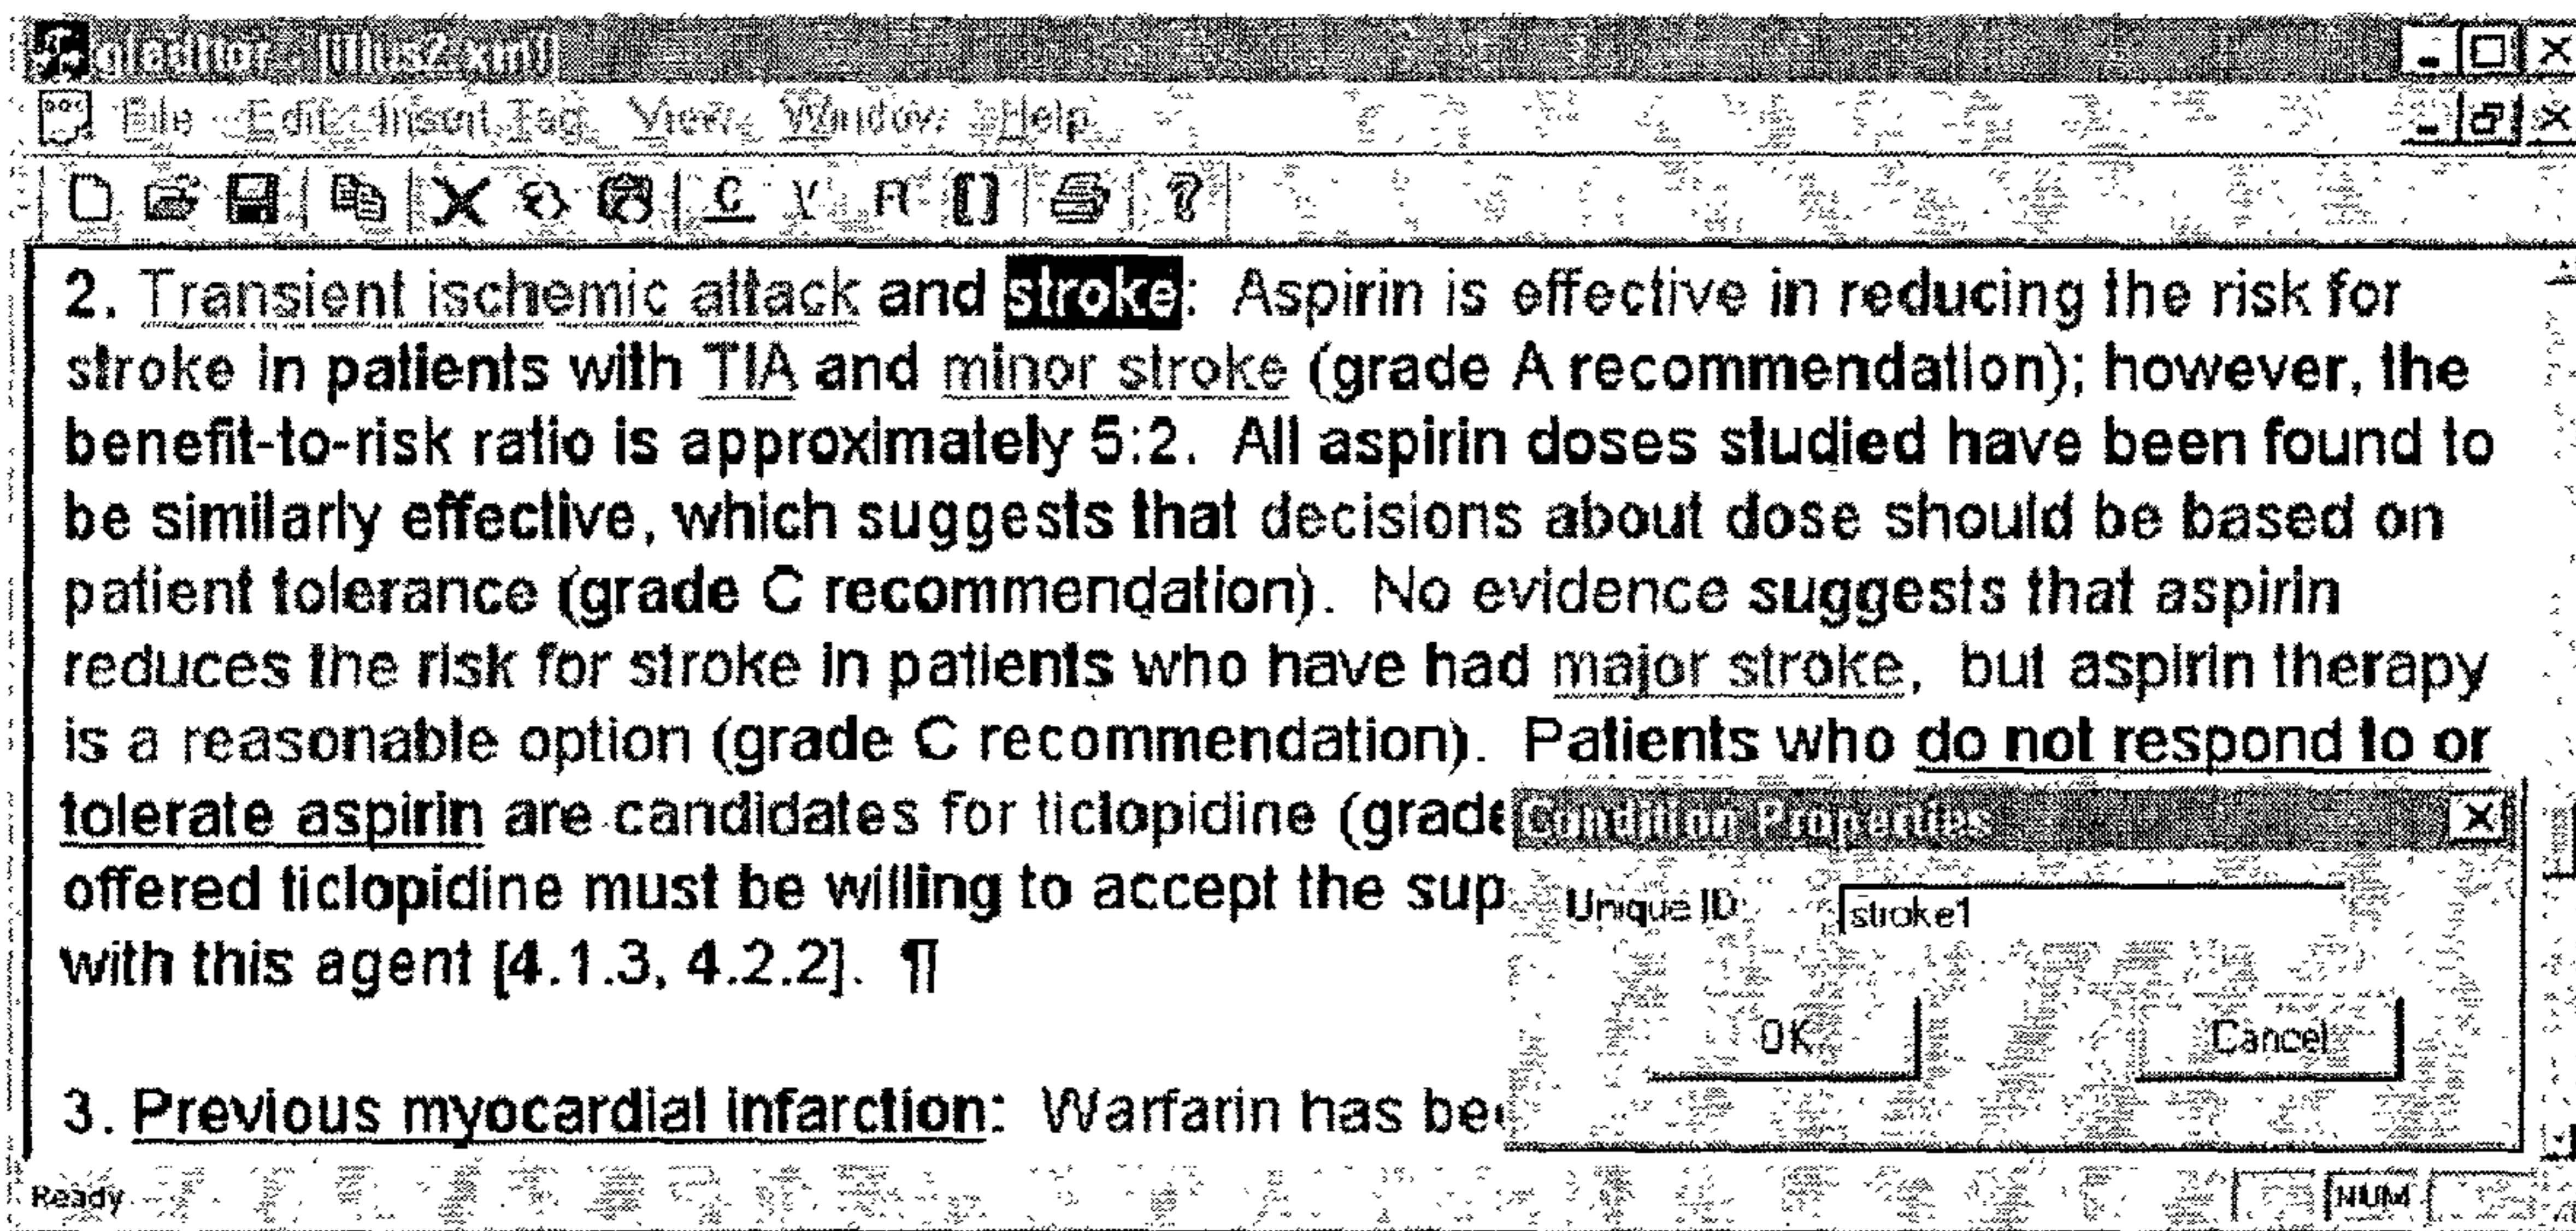 gleditor - [illus2.xml]
File Edit Insert Tag View Window Help
C V R [] ?
2. Transient ischemic attack and stroke: Aspirin is effective in reducing the risk for
stroke in patients with TIA and minor stroke (grade A recommendation); however, the
benefit-to-risk ratio is approximately 5:2. All aspirin doses studied have been found to
be similarly effective, which suggests that decisions about dose should be based on
patient tolerance (grade C recommendation). No evidence suggests that aspirin
reduces the risk for stroke in patients who have had major stroke, but aspirin therapy
is a reasonable option (grade C recommendation). Patients who do not respond to or
tolerate aspirin are candidates for ticlopidine (grade
offered ticlopidine must be willing to accept the sup
with this agent [4.1.3, 4.2.2]. ¶
3. Previous myocardial infarction: Warfarin has bee
Condition Properties
Unique ID: stroke1
OK Cancel
Ready NUM